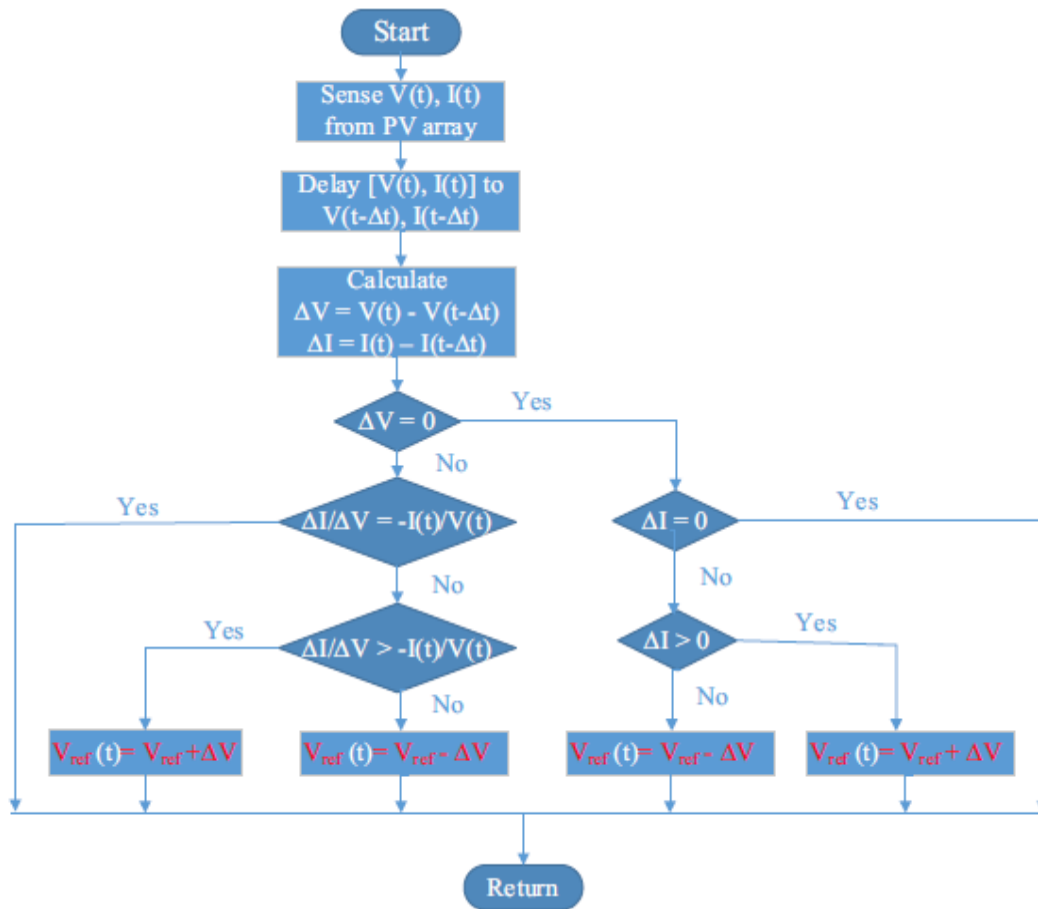 Start
Sense V(t), I(t)
from PV array
Delay [V(t), I(t)] to
V(t-Δt), I(t-Δt)
Calculate
ΔV = V(t) - V(t-Δt)
ΔI = I(t) – I(t-Δt)
ΔV = 0
Yes
No
Yes
ΔI/ΔV = -I(t)/V(t)
ΔI = 0
Yes
No
No
Yes
ΔI/ΔV > -I(t)/V(t)
ΔI > 0
Yes
No
No
Vref (t)= Vref +ΔV
Vref (t)= Vref - ΔV
Vref (t)= Vref - ΔV
Vref (t)= Vref + ΔV
Return